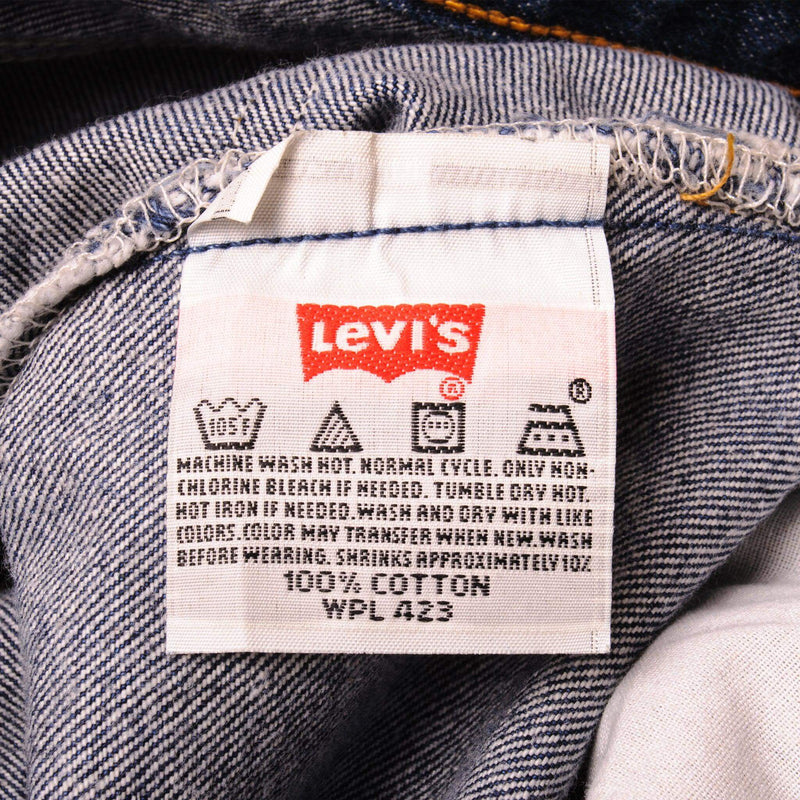 LEVI'S
®
®
105F
MACHINE WASH HOT. NORMAL CYCLE. ONLY NON-
CHLORINE BLEACH IF NEEDED. TUMBLE DRY HOT.
HOT IRON IF NEEDED. WASH AND DRY WITH LIKE
COLORS. COLOR MAY TRANSFER WHEN NEW. WASH
BEFORE WEARING. SHRINKS APPROXIMATELY 10%
100% COTTON
WPL 423